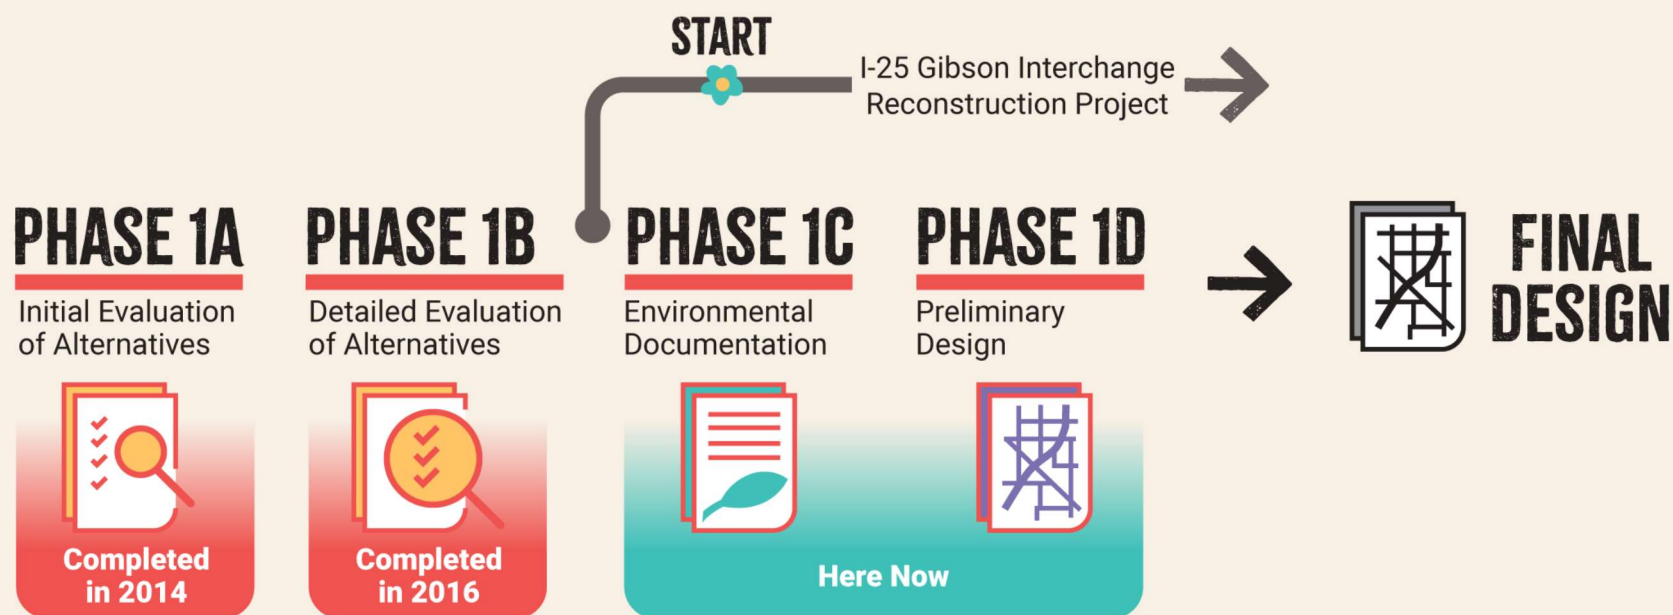 START
I-25 Gibson Interchange
Reconstruction Project
PHASE 1A
Initial Evaluation
of Alternatives
Completed
in 2014
PHASE 1B
Detailed Evaluation
of Alternatives
Completed
in 2016
PHASE 1C
Environmental
Documentation
PHASE 1D
Preliminary
Design
Here Now
FINAL
DESIGN